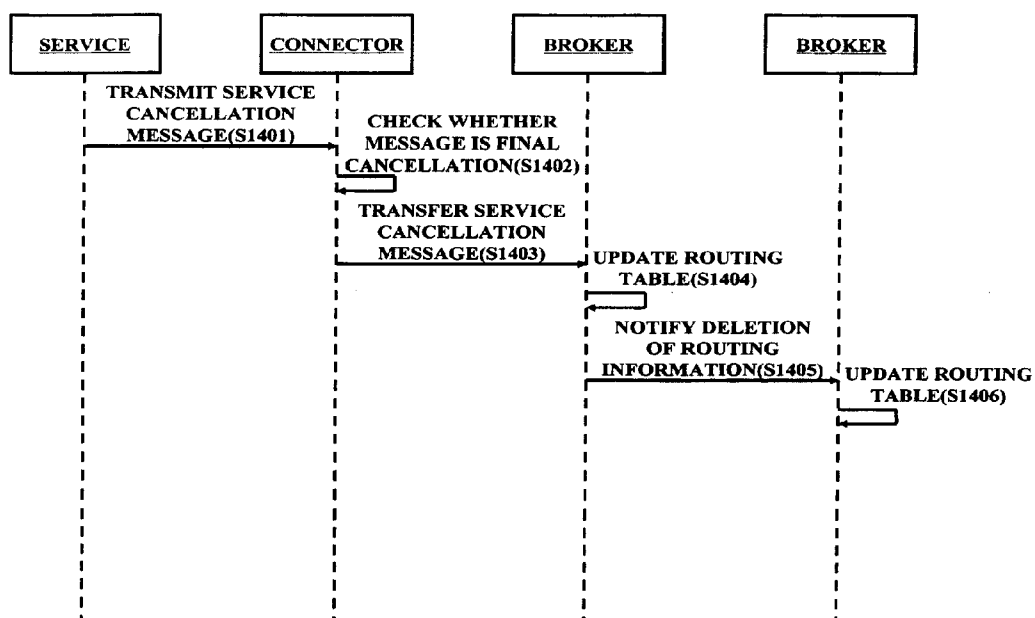 SERVICE
CONNECTOR
BROKER
BROKER
TRANSMIT SERVICE
CANCELLATION
MESSAGE(S1401)
CHECK WHETHER
MESSAGE IS FINAL
CANCELLATION(S1402)
TRANSFER SERVICE
CANCELLATION
MESSAGE(S1403)
UPDATE ROUTING
TABLE(S1404)
NOTIFY DELETION
OF ROUTING
INFORMATION(S1405)
UPDATE ROUTING
TABLE(S1406)